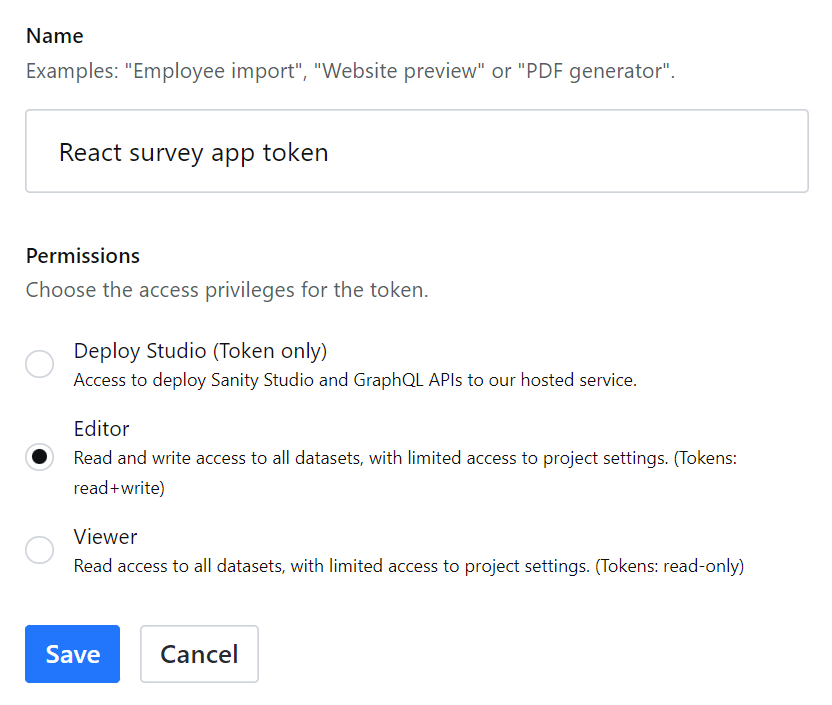 Name
Examples: "Employee import", "Website preview" or "PDF generator".
React survey app token
Permissions
Choose the access privileges for the token.
Deploy Studio (Token only)
Access to deploy Sanity Studio and GraphQL APIs to our hosted service.
Editor
Read and write access to all datasets, with limited access to project settings. (Tokens:
read+write)
Viewer
Read access to all datasets, with limited access to project settings. (Tokens: read-only)
Save
Cancel